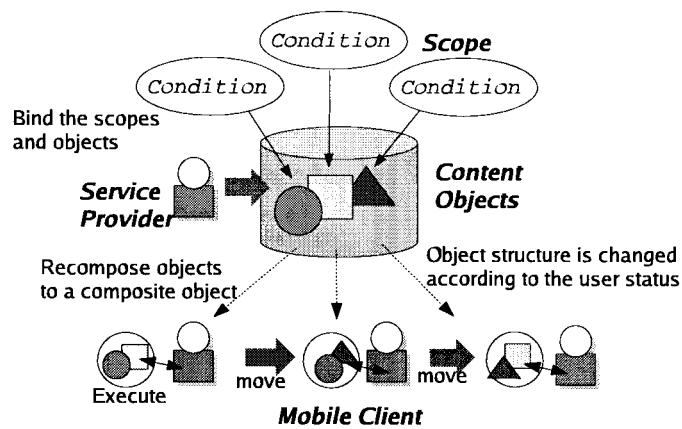 Condition
Scope
Condition
Condition
Bind the scopes
and objects
Service
Provider
Content
Objects
Recompose objects
to a composite object
Object structure is changed
according to the user status
Execute
move
move
Mobile Client